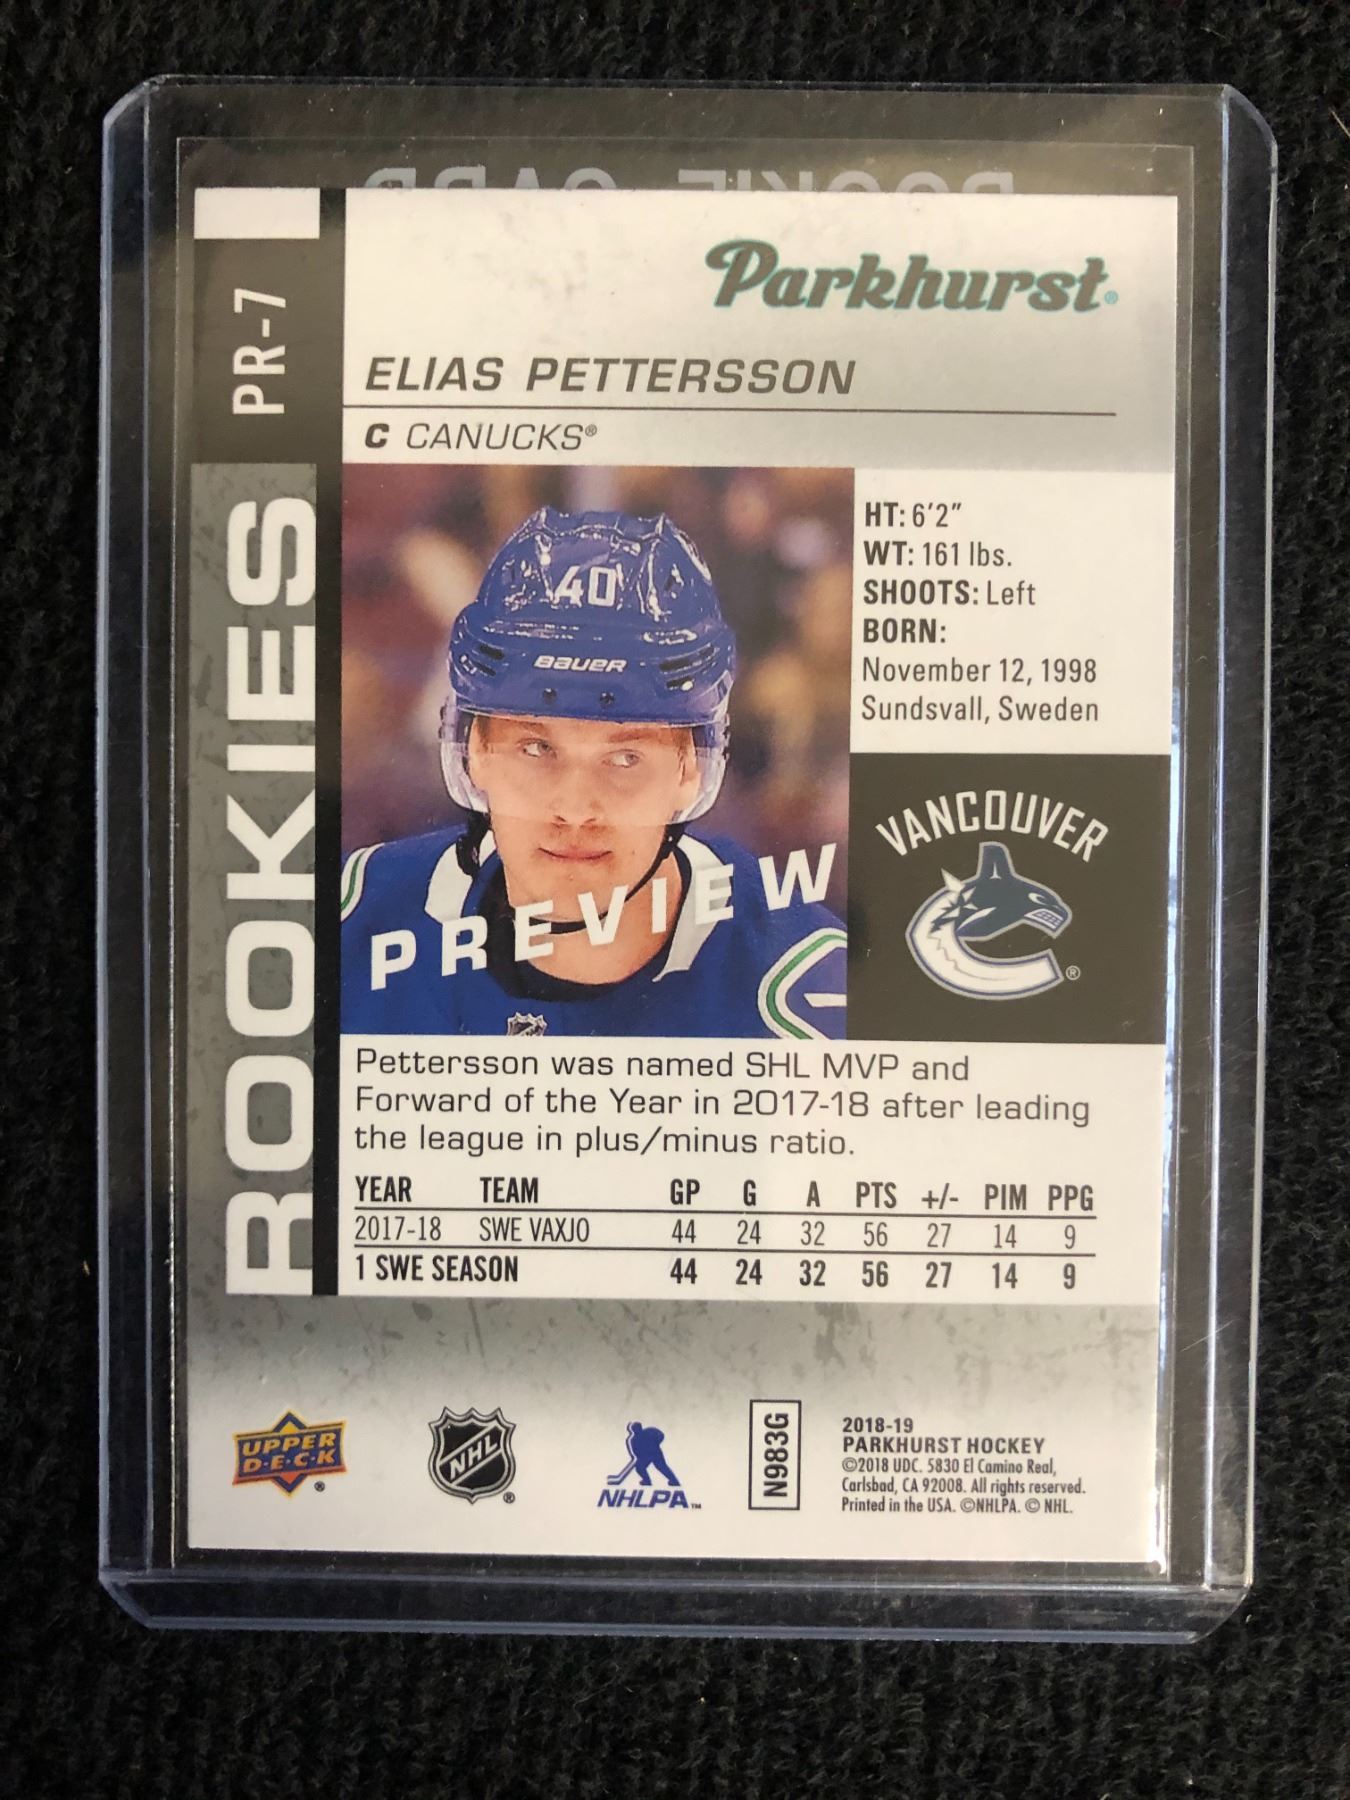 ROOKIE CARD
PR-7
ROOKIES
Parkhurst®
ELIAS PETTERSSON
C CANUCKS®
40
BAUER
PREVIEW
HT: 6'2"
WT: 161 lbs.
SHOOTS: Left
BORN:
November 12, 1998
Sundsvall, Sweden
VANCOUVER
®
Pettersson was named SHL MVP and
Forward of the Year in 2017-18 after leading
the league in plus/minus ratio.
YEAR TEAM GP G A PTS +/- PIM PPG
2017-18 SWE VAXJO 44 24 32 56 27 14 9
1 SWE SEASON 44 24 32 56 27 14 9
UPPER
D·E·C·K
®
NHL
®
NHLPA™
N983G
2018-19
PARKHURST HOCKEY
©2018 UDC. 5830 El Camino Real,
Carlsbad, CA 92008. All rights reserved.
Printed in the USA. ©NHLPA. © NHL.